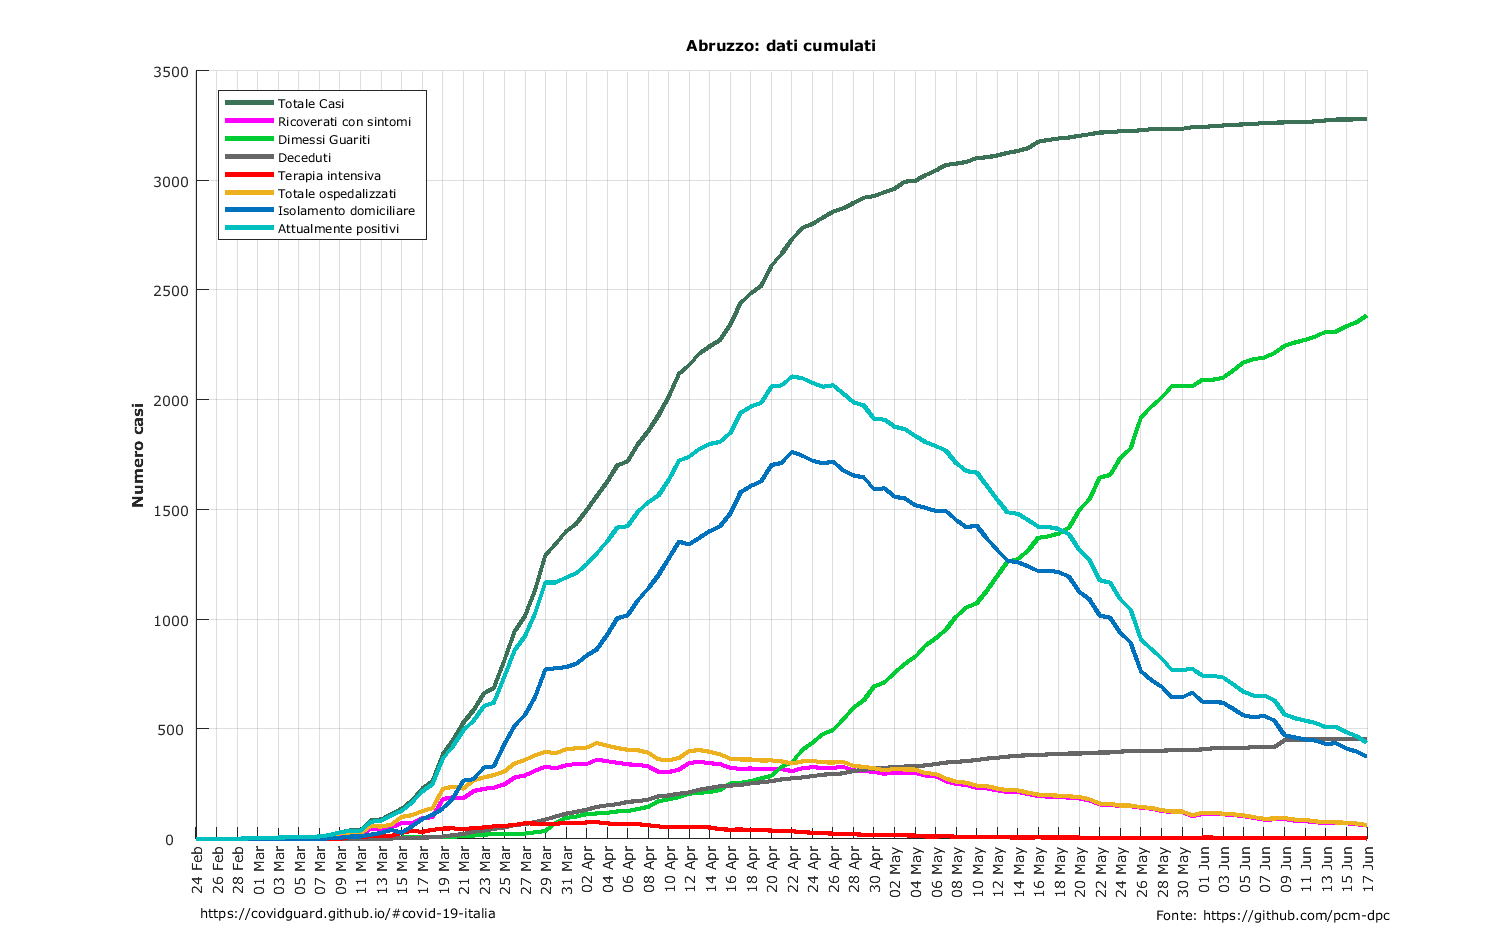 Abruzzo: dati cumulati
3500
3000
2500
2000
1500
1000
500
0
Numero casi
Totale Casi
Ricoverati con sintomi
Dimessi Guariti
Deceduti
Terapia intensiva
Totale ospedalizzati
Isolamento domiciliare
Attualmente positivi
24 Feb
26 Feb
28 Feb
01 Mar
03 Mar
05 Mar
07 Mar
09 Mar
11 Mar
13 Mar
15 Mar
17 Mar
19 Mar
21 Mar
23 Mar
25 Mar
27 Mar
29 Mar
31 Mar
02 Apr
04 Apr
06 Apr
08 Apr
10 Apr
12 Apr
14 Apr
16 Apr
18 Apr
20 Apr
22 Apr
24 Apr
26 Apr
28 Apr
30 Apr
02 May
04 May
06 May
08 May
10 May
12 May
14 May
16 May
18 May
20 May
22 May
24 May
26 May
28 May
30 May
01 Jun
03 Jun
05 Jun
07 Jun
09 Jun
11 Jun
13 Jun
15 Jun
17 Jun
https://covidguard.github.io/#covid-19-italia
Fonte: https://github.com/pcm-dpc